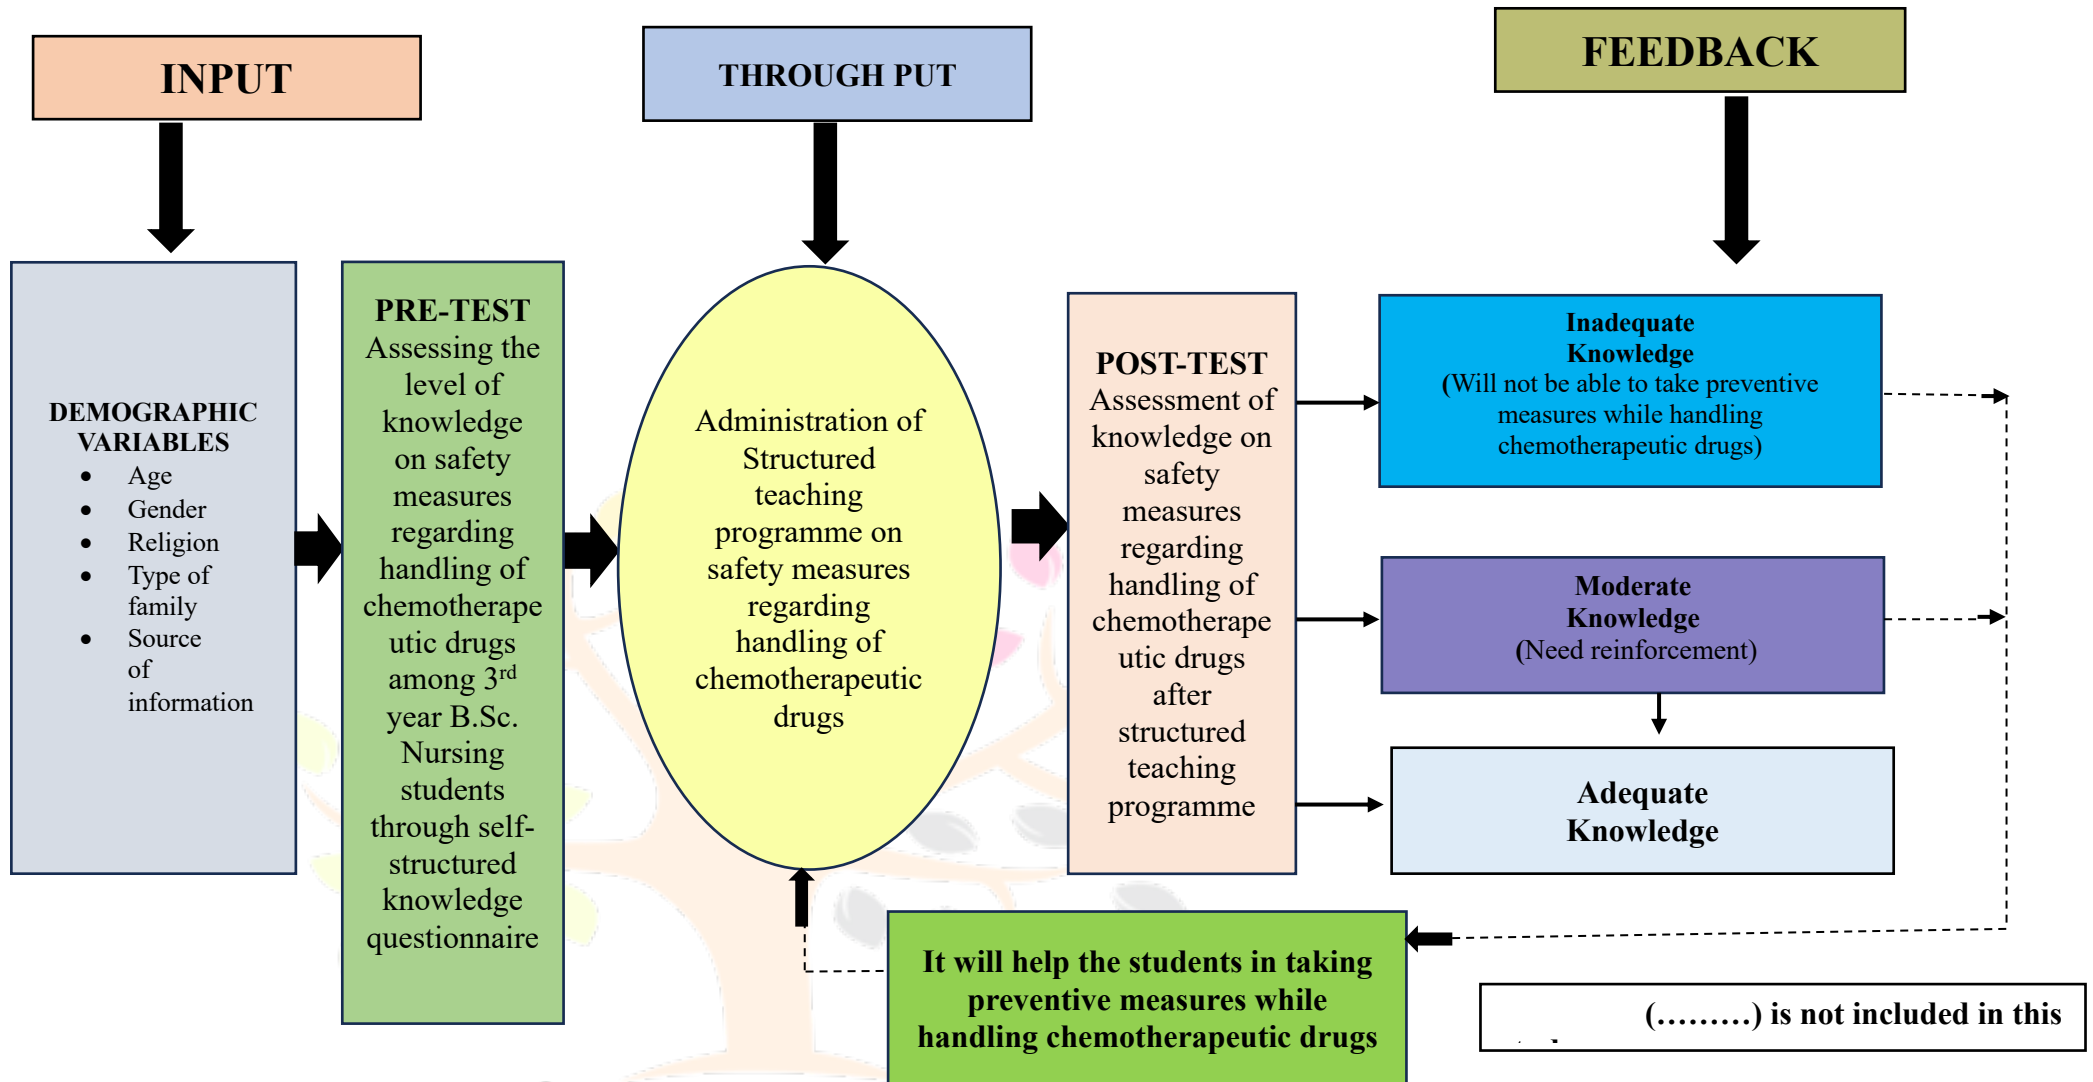 INPUT
THROUGH PUT
FEEDBACK
DEMOGRAPHIC
VARIABLES
• Age
• Gender
• Religion
• Type of
family
• Source
of
information
PRE-TEST
Assessing the
level of
knowledge
on safety
measures
regarding
handling of
chemotherape
utic drugs
among 3rd
year B.Sc.
Nursing
students
through self-
structured
knowledge
questionnaire
Administration of
Structured
teaching
programme on
safety measures
regarding
handling of
chemotherapeutic
drugs
POST-TEST
Assessment of
knowledge on
safety
measures
regarding
handling of
chemotherape
utic drugs
after
structured
teaching
programme
Inadequate
Knowledge
(Will not be able to take preventive
measures while handling
chemotherapeutic drugs)
Moderate
Knowledge
(Need reinforcement)
Adequate
Knowledge
It will help the students in taking
preventive measures while
handling chemotherapeutic drugs
(………) is not included in this